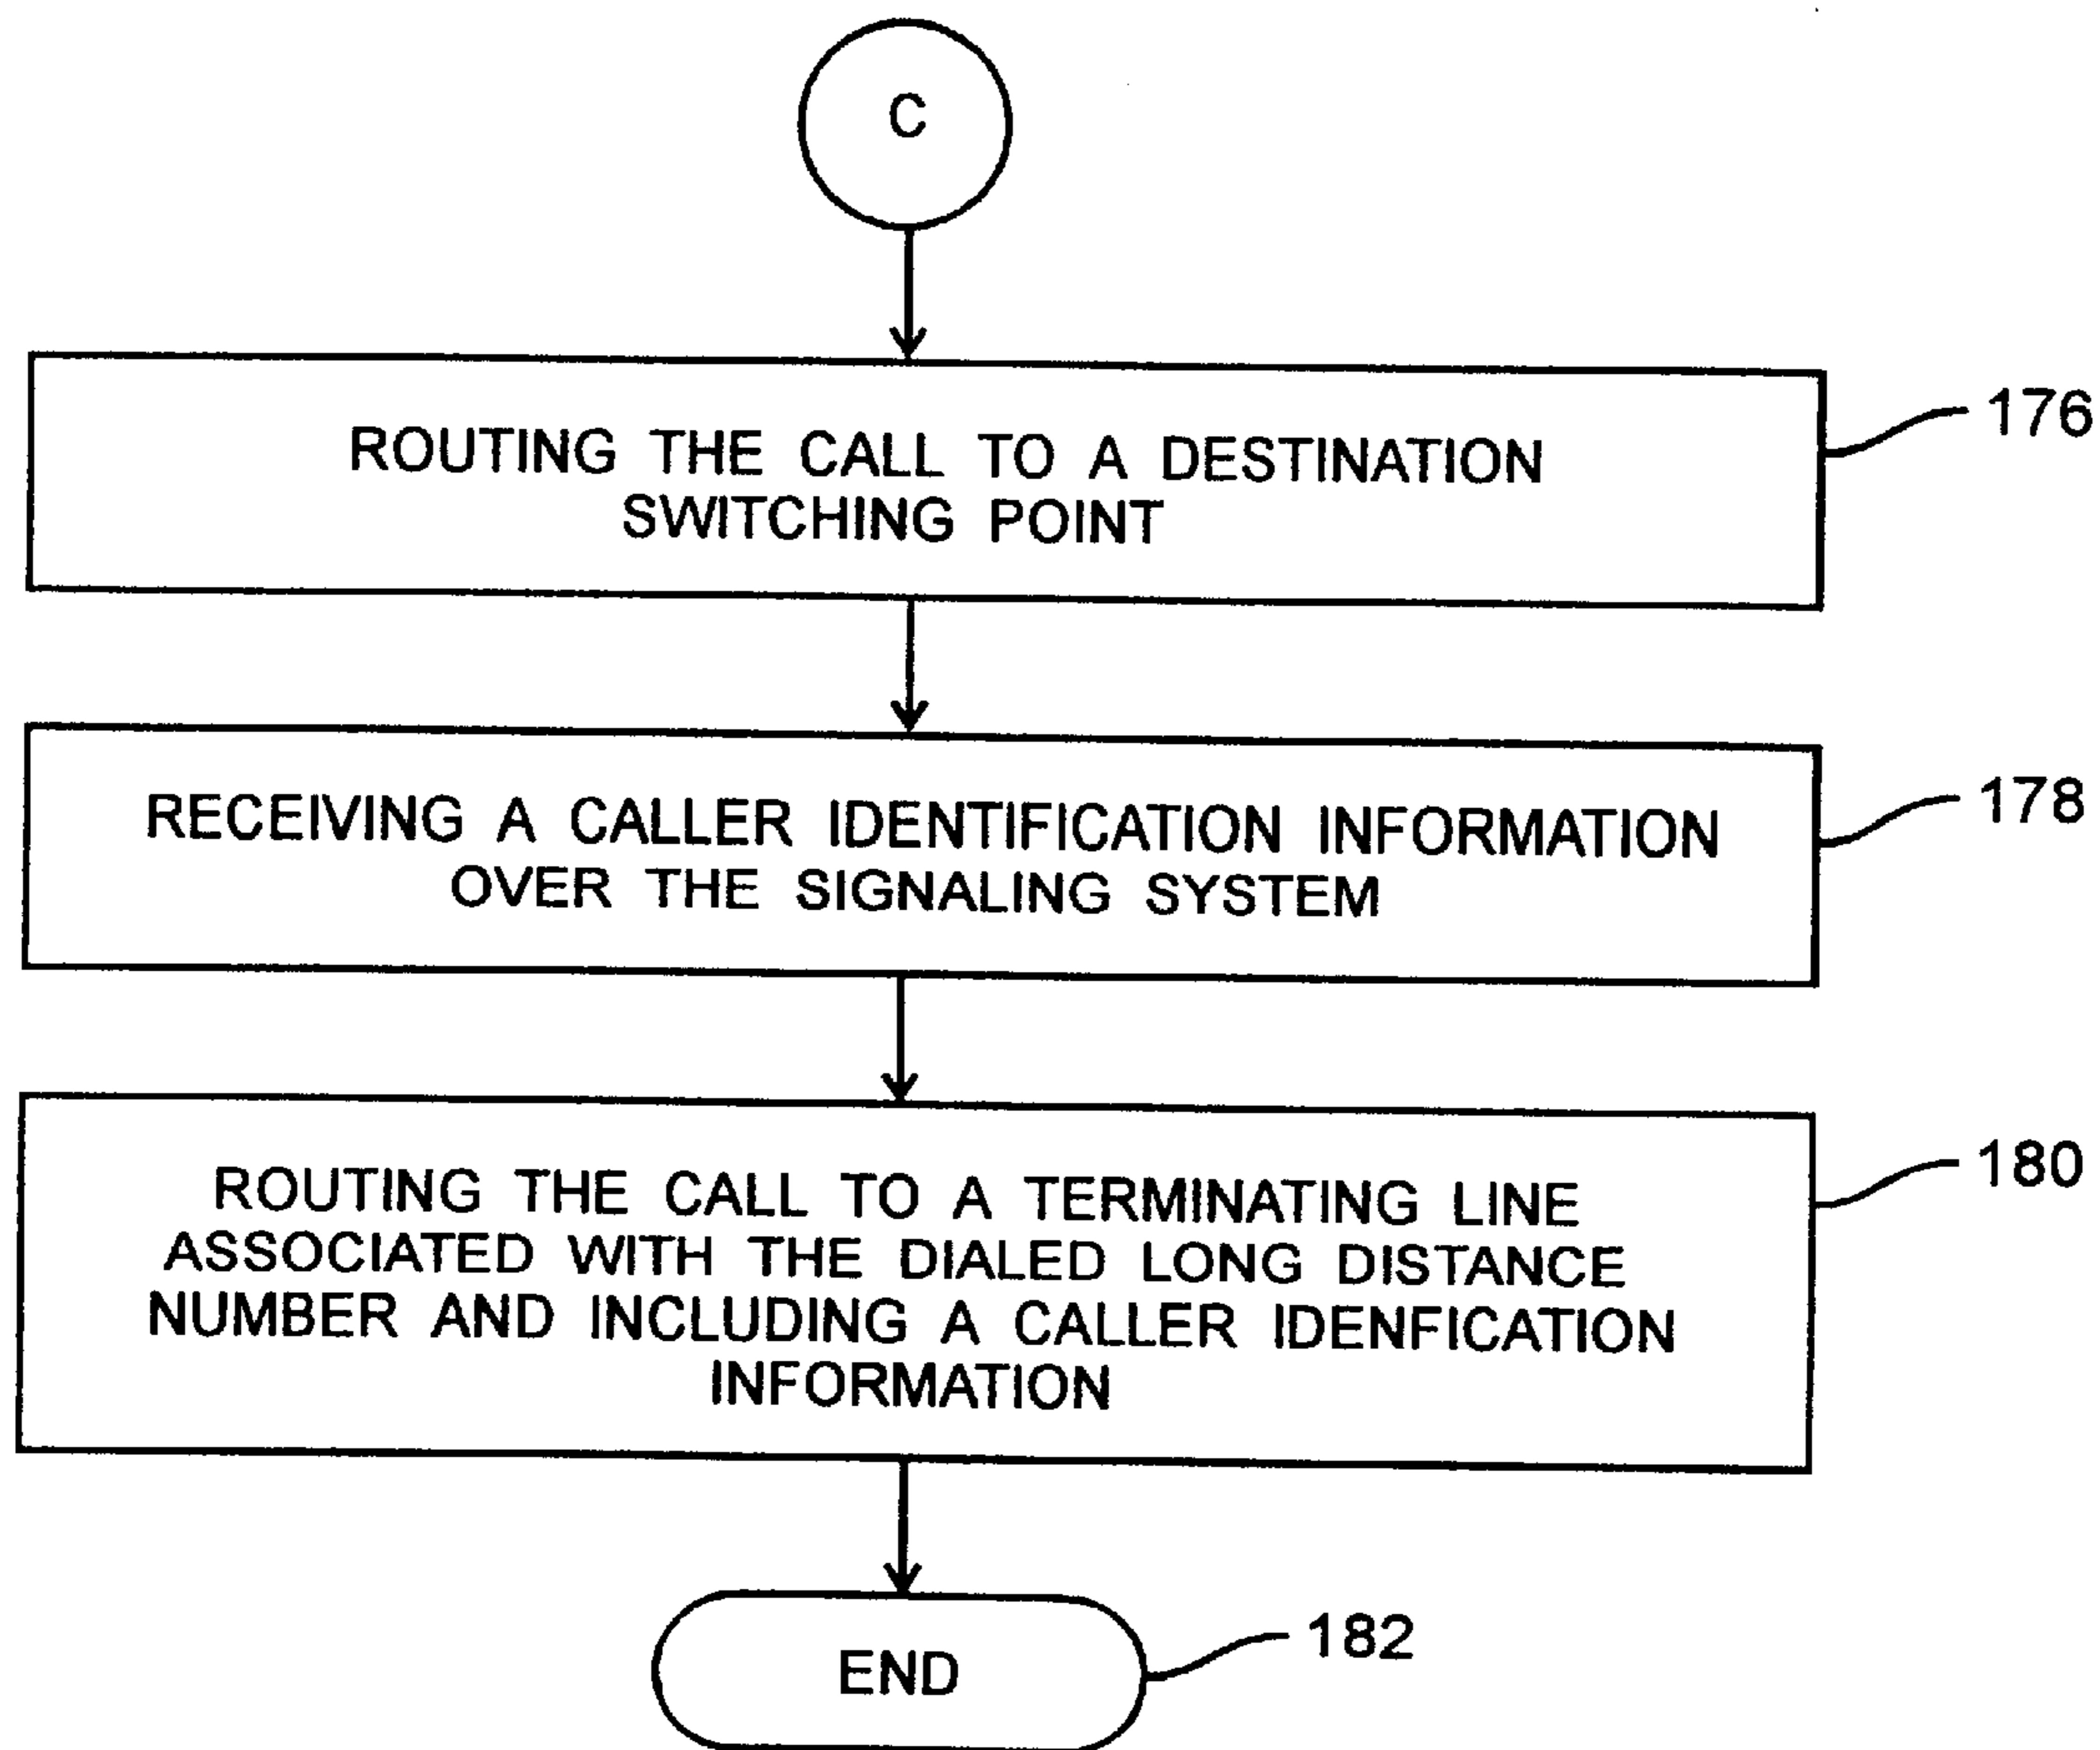 C
ROUTING THE CALL TO A DESTINATION
SWITCHING POINT
176
RECEIVING A CALLER IDENTIFICATION INFORMATION
OVER THE SIGNALING SYSTEM
178
ROUTING THE CALL TO A TERMINATING LINE
ASSOCIATED WITH THE DIALED LONG DISTANCE
NUMBER AND INCLUDING A CALLER IDENFICATION
INFORMATION
180
END
182